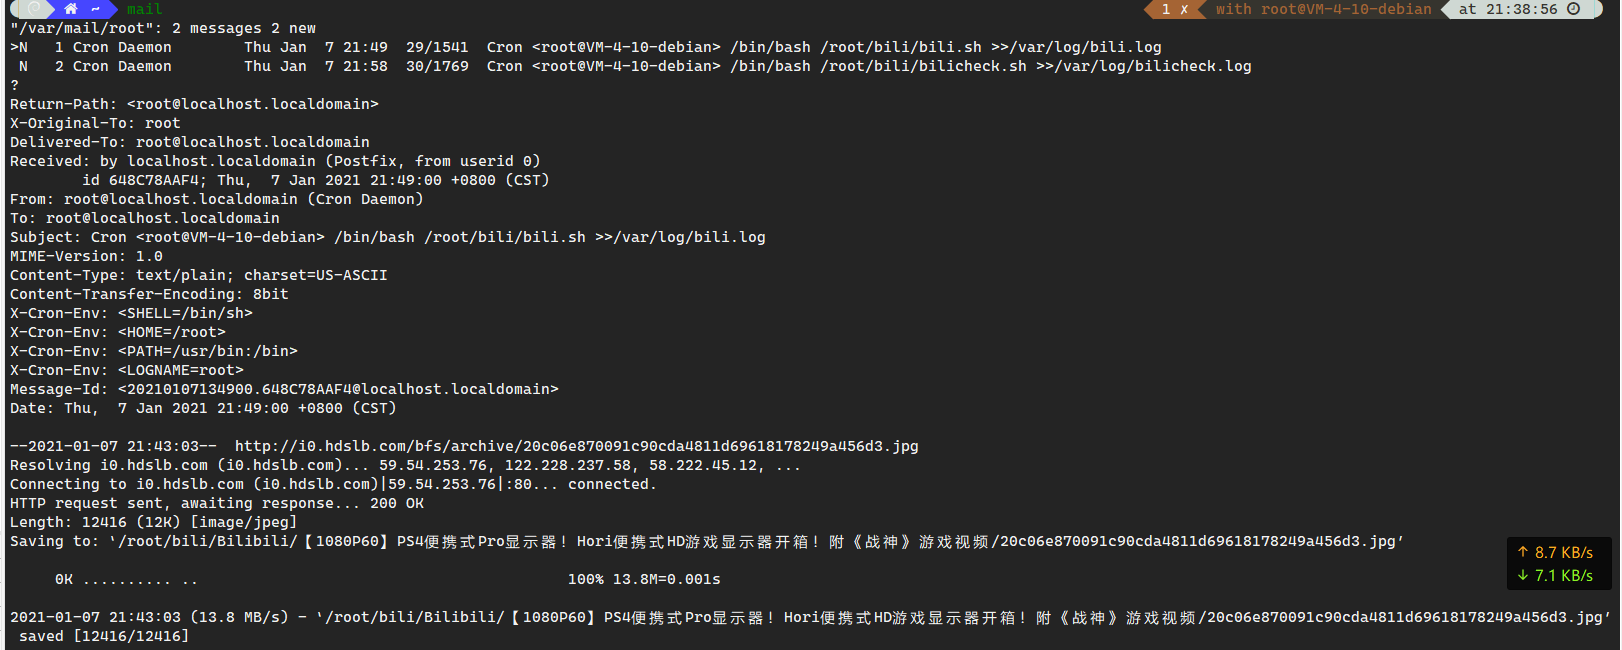 ~ mail 1 ✗ with root@VM-4-10-debian at 21:38:56
"/var/mail/root": 2 messages 2 new
>N   1 Cron Daemon        Thu Jan  7 21:49  29/1541  Cron <root@VM-4-10-debian> /bin/bash /root/bili/bili.sh >>/var/log/bili.log
 N   2 Cron Daemon        Thu Jan  7 21:58  30/1769  Cron <root@VM-4-10-debian> /bin/bash /root/bili/bilicheck.sh >>/var/log/bilicheck.log
?
Return-Path: <root@localhost.localdomain>
X-Original-To: root
Delivered-To: root@localhost.localdomain
Received: by localhost.localdomain (Postfix, from userid 0)
        id 648C78AAF4; Thu,  7 Jan 2021 21:49:00 +0800 (CST)
From: root@localhost.localdomain (Cron Daemon)
To: root@localhost.localdomain
Subject: Cron <root@VM-4-10-debian> /bin/bash /root/bili/bili.sh >>/var/log/bili.log
MIME-Version: 1.0
Content-Type: text/plain; charset=US-ASCII
Content-Transfer-Encoding: 8bit
X-Cron-Env: <SHELL=/bin/sh>
X-Cron-Env: <HOME=/root>
X-Cron-Env: <PATH=/usr/bin:/bin>
X-Cron-Env: <LOGNAME=root>
Message-Id: <20210107134900.648C78AAF4@localhost.localdomain>
Date: Thu,  7 Jan 2021 21:49:00 +0800 (CST)
--2021-01-07 21:43:03--  http://i0.hdslb.com/bfs/archive/20c06e870091c90cda4811d69618178249a456d3.jpg
Resolving i0.hdslb.com (i0.hdslb.com)... 59.54.253.76, 122.228.237.58, 58.222.45.12, ...
Connecting to i0.hdslb.com (i0.hdslb.com)|59.54.253.76|:80... connected.
HTTP request sent, awaiting response... 200 OK
Length: 12416 (12K) [image/jpeg]
Saving to: ‘/root/bili/Bilibili/【1080P60】PS4便携式Pro显示器！Hori便携式HD游戏显示器开箱！附《战神》游戏视频/20c06e870091c90cda4811d69618178249a456d3.jpg’
↑ 8.7 KB/s
↓ 7.1 KB/s
     0K .......... ..                                         100% 13.8M=0.001s
2021-01-07 21:43:03 (13.8 MB/s) - ‘/root/bili/Bilibili/【1080P60】PS4便携式Pro显示器！Hori便携式HD游戏显示器开箱！附《战神》游戏视频/20c06e870091c90cda4811d69618178249a456d3.jpg’
 saved [12416/12416]